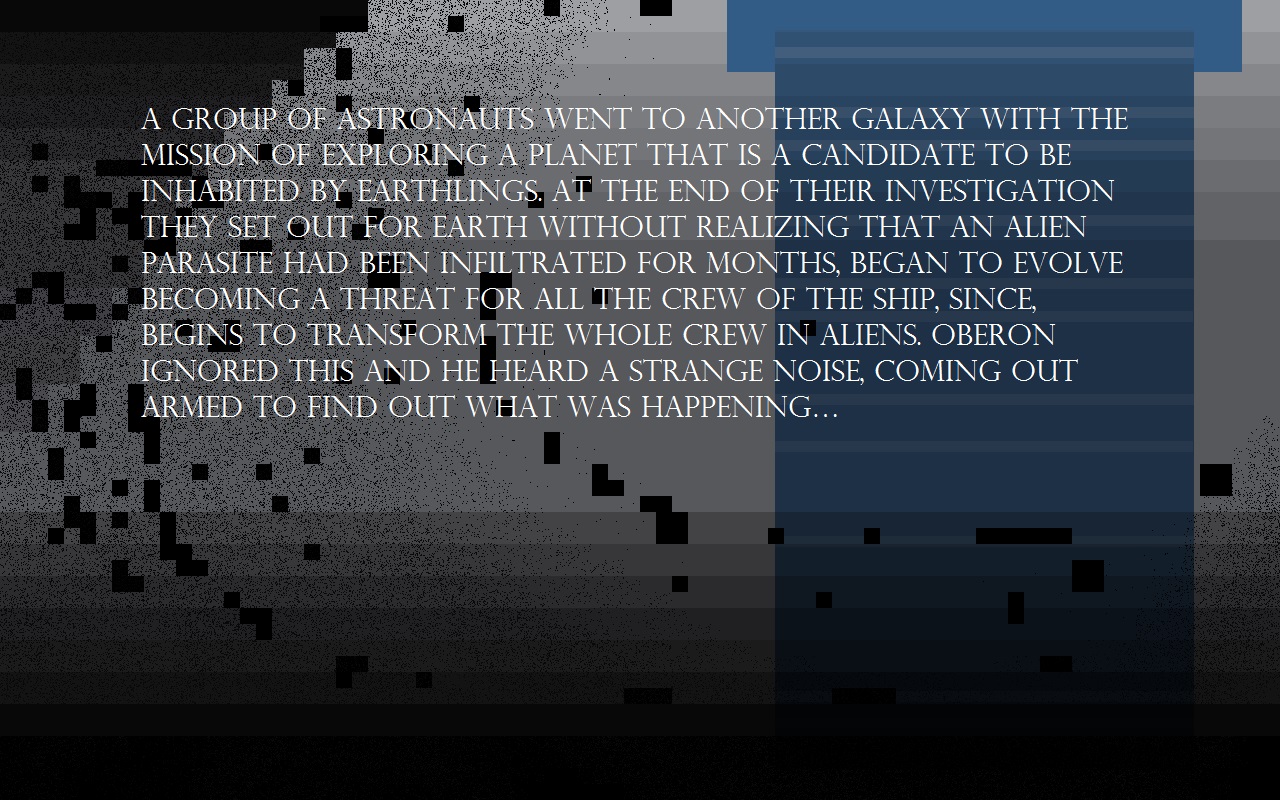 A GROUP OF ASTRONAUTS WENT TO ANOTHER GALAXY WITH THE
MISSION OF EXPLORING A PLANET THAT IS A CANDIDATE TO BE
INHABITED BY EARTHLINGS. AT THE END OF THEIR INVESTIGATION
THEY SET OUT FOR EARTH WITHOUT REALIZING THAT AN ALIEN
PARASITE HAD BEEN INFILTRATED FOR MONTHS, BEGAN TO EVOLVE
BECOMING A THREAT FOR ALL THE CREW OF THE SHIP, SINCE,
BEGINS TO TRANSFORM THE WHOLE CREW IN ALIENS. OBERON
IGNORED THIS AND HE HEARD A STRANGE NOISE, COMING OUT
ARMED TO FIND OUT WHAT WAS HAPPENING...